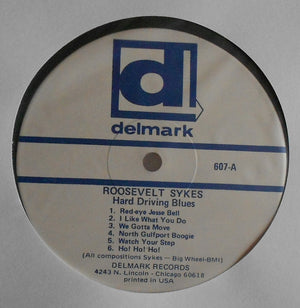 d
delmark
607-A
ROOSEVELT SYKES
Hard Driving Blues
1. Red-eye Jesse Bell
2. I Like What You Do
3. We Gotta Move
4. North Gulfport Boogie
5. Watch Your Step
6. Ho! Ho! Ho!
(All compositions Sykes — Big Wheel-BMI)
DELMARK RECORDS
4243 N. Lincoln - Chicago 60618
printed in USA